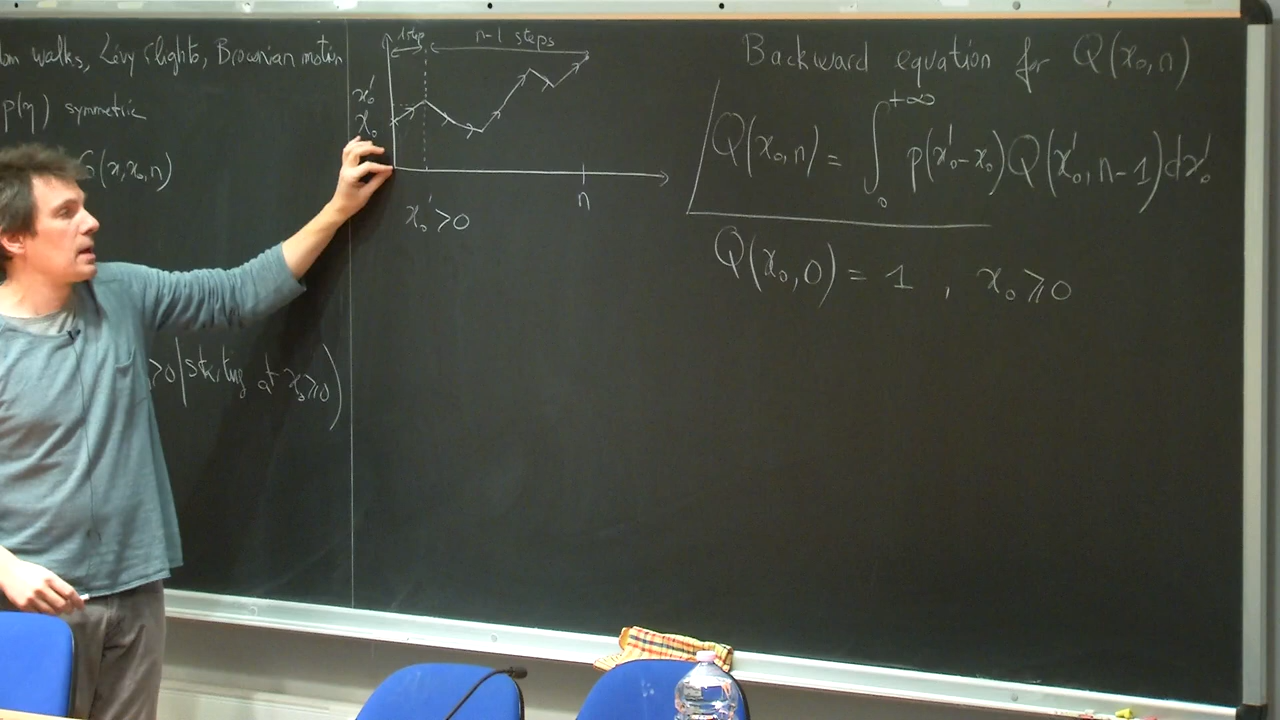 walks, Lévy flights, Brownian motion
p(η) symmetric
G(x,x₀,n)
>0|starting at x₀⩾0)
1 step
n-1 steps
x₀'
x₀
n
x₀'>0
Backward equation for Q(x₀,n)
Q(x₀,n) = ∫₀^{+∞} p(x₀'-x₀)Q(x₀',n-1)dx₀'
Q(x₀,0) = 1 , x₀⩾0